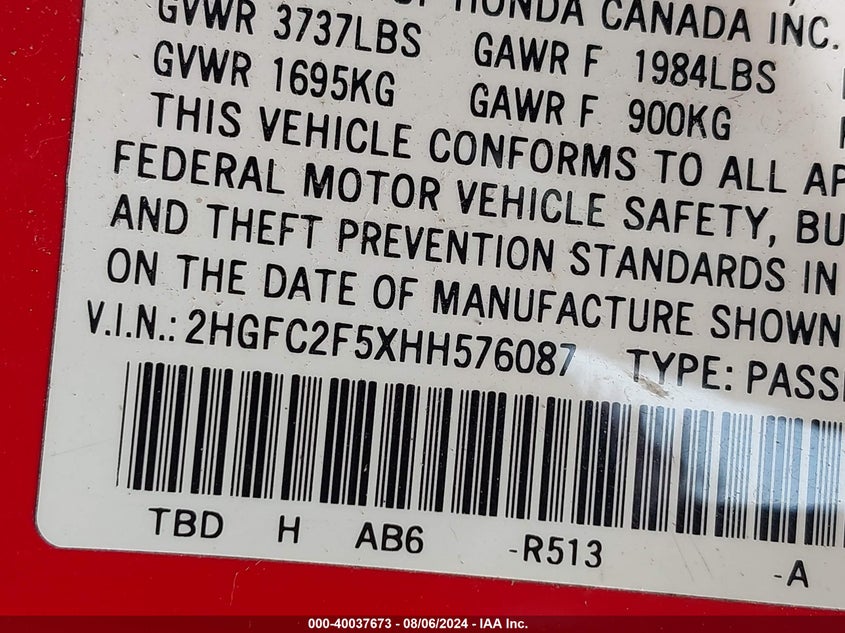 HONDA CANADA INC.
GVWR 3737LBS GAWR F 1984LBS
GVWR 1695KG GAWR F 900KG
THIS VEHICLE CONFORMS TO ALL AP
FEDERAL MOTOR VEHICLE SAFETY, BU
AND THEFT PREVENTION STANDARDS IN
ON THE DATE OF MANUFACTURE SHOWN
V.I.N.: 2HGFC2F5XHH576087 TYPE: PASS
TBD H AB6 -R513 -A
000-40037673 - 08/06/2024 - IAA Inc.